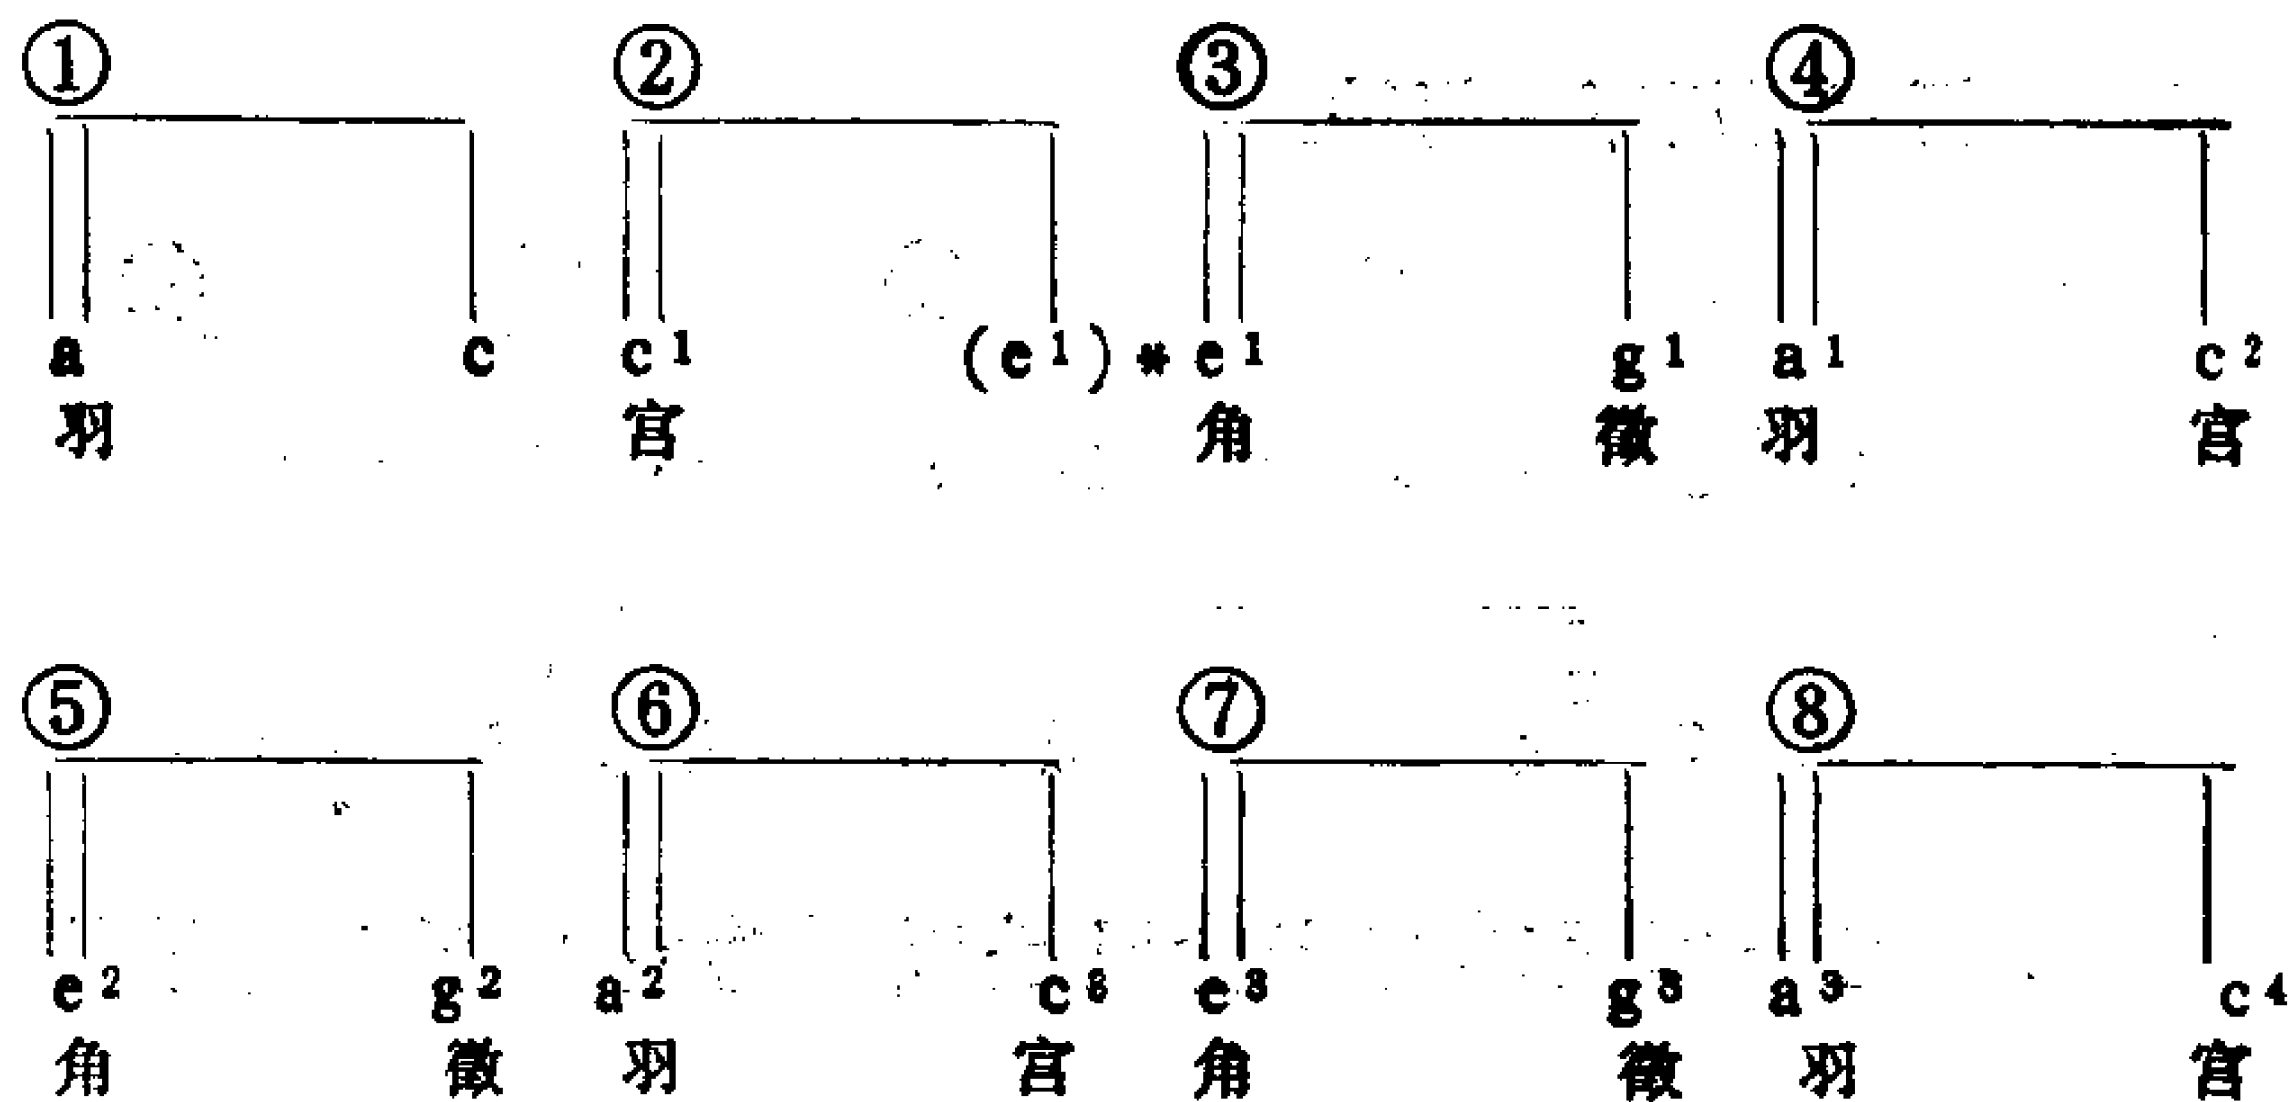 ① ② ③ ④
a c c¹ (e¹)* e¹ g¹ a¹ c²
羽 宫 角 徵 羽 宫
⑤ ⑥ ⑦ ⑧
e² g² a² c³ e³ g³ a³ c⁴
角 徵 羽 宫 角 徵 羽 宫